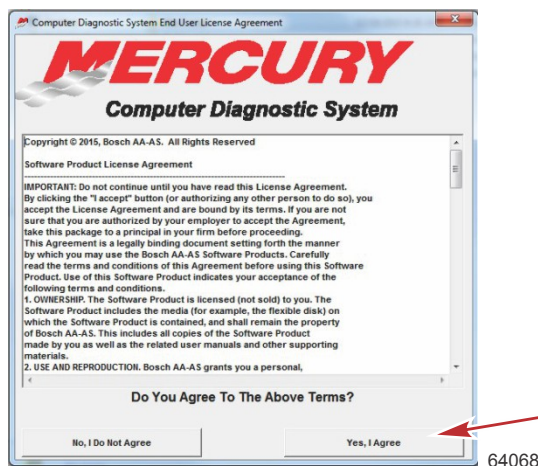 Computer Diagnostic System End User License Agreement
MERCURY
Computer Diagnostic System
Copyright © 2015, Bosch AA-AS. All Rights Reserved
Software Product License Agreement
--------------------------------------------------------------------------------
IMPORTANT: Do not continue until you have read this License Agreement.
By clicking the "I accept" button (or authorizing any other person to do so), you
accept the License Agreement and are bound by its terms. If you are not
sure that you are authorized by your employer to accept the Agreement,
take this package to a principal in your firm before proceeding.
This Agreement is a legally binding document setting forth the manner
by which you may use the Bosch AA-AS Software Products. Carefully
read the terms and conditions of this Agreement before using this Software
Product. Use of this Software Product indicates your acceptance of the
following terms and conditions.
1. OWNERSHIP. The Software Product is licensed (not sold) to you. The
Software Product includes the media (for example, the flexible disk) on
which the Software Product is contained, and shall remain the property
of Bosch AA-AS. This includes all copies of the Software Product
made by you as well as the related user manuals and other supporting
materials.
2. USE AND REPRODUCTION. Bosch AA-AS grants you a personal,
Do You Agree To The Above Terms?
No, I Do Not Agree
Yes, I Agree
64068